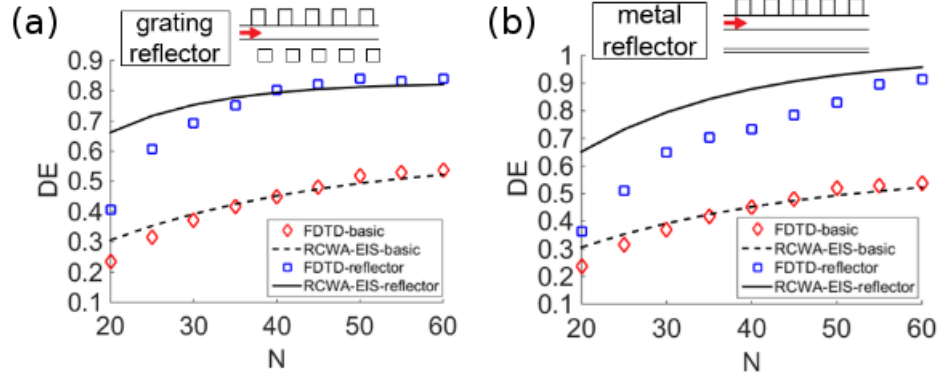 (a)
grating
reflector
0.9
0.8
0.7
0.6
0.5
0.4
0.3
0.2
0.1
DE
20
30
40
50
60
N
FDTD-basic
RCWA-EIS-basic
FDTD-reflector
RCWA-EIS-reflector
(b)
metal
reflector
1
0.9
0.8
0.7
0.6
0.5
0.4
0.3
0.2
0.1
DE
20
30
40
50
60
N
FDTD-basic
RCWA-EIS-basic
FDTD-reflector
RCWA-EIS-reflector